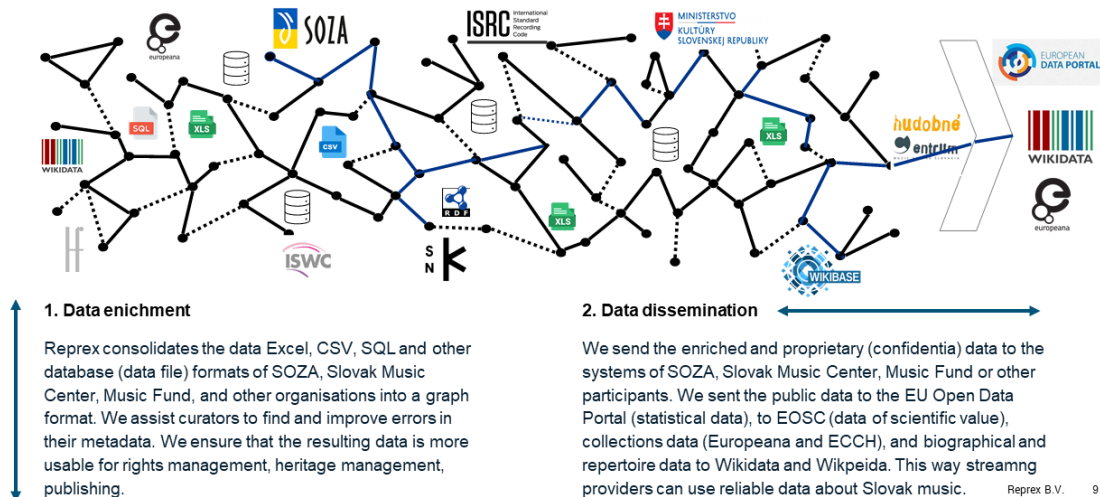 europeana
SOZA
ISRC International
Standard
Recording
Code
MINISTERSTVO
KULTÚRY
SLOVENSKEJ REPUBLIKY
EUROPEAN
DATA PORTAL
SQL
XLS
CSV
XLS
hudobné
centrum
MUSIC CENTRE SLOVAKIA
WIKIDATA
WIKIDATA
RDF
XLS
europeana
hf
ISWC
S
N
K
WIKIBASE
1. Data enichment
2. Data dissemination
Reprex consolidates the data Excel, CSV, SQL and other
database (data file) formats of SOZA, Slovak Music
Center, Music Fund, and other organisations into a graph
format. We assist curators to find and improve errors in
their metadata. We ensure that the resulting data is more
usable for rights management, heritage management,
publishing.
We send the enriched and proprietary (confidentia) data to the
systems of SOZA, Slovak Music Center, Music Fund or other
participants. We sent the public data to the EU Open Data
Portal (statistical data), to EOSC (data of scientific value),
collections data (Europeana and ECCH), and biographical and
repertoire data to Wikidata and Wikpeida. This way streamng
providers can use reliable data about Slovak music.
Reprex B.V. 9